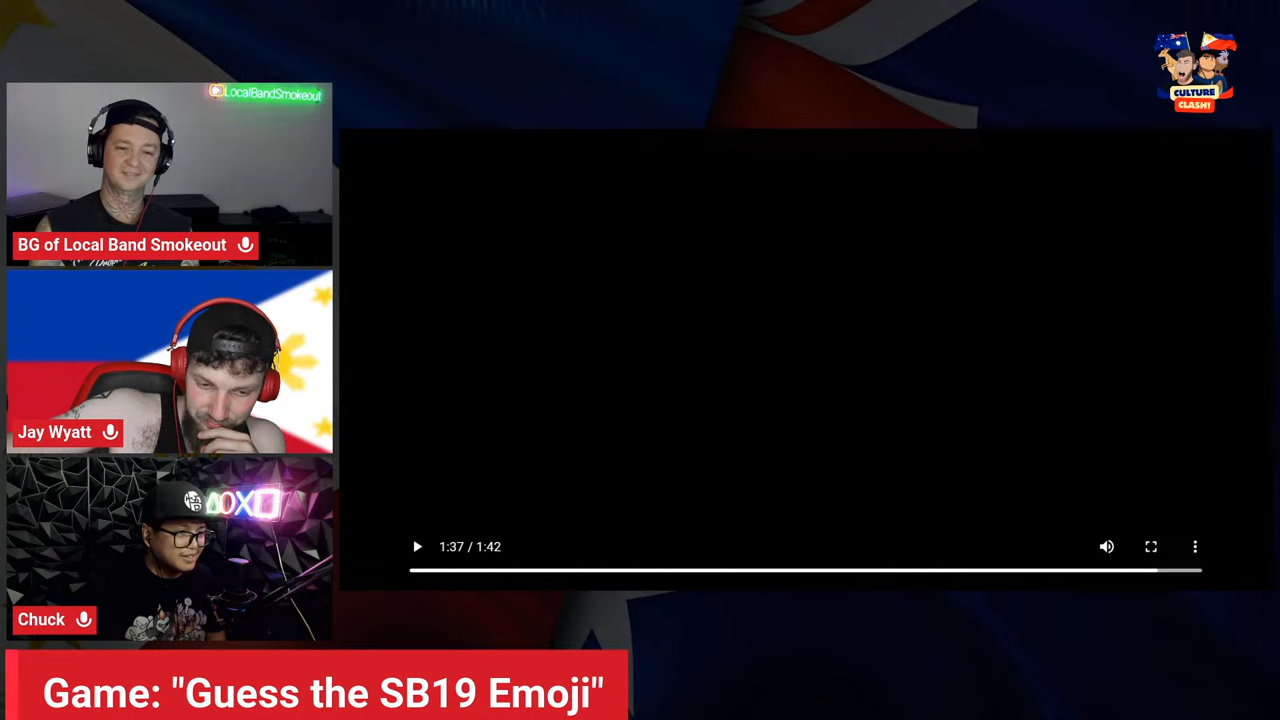 LocalBandSmokeout
CULTURE
CLASH!
BG of Local Band Smokeout
Jay Wyatt
Chuck
1:37 / 1:42
Game: "Guess the SB19 Emoji"